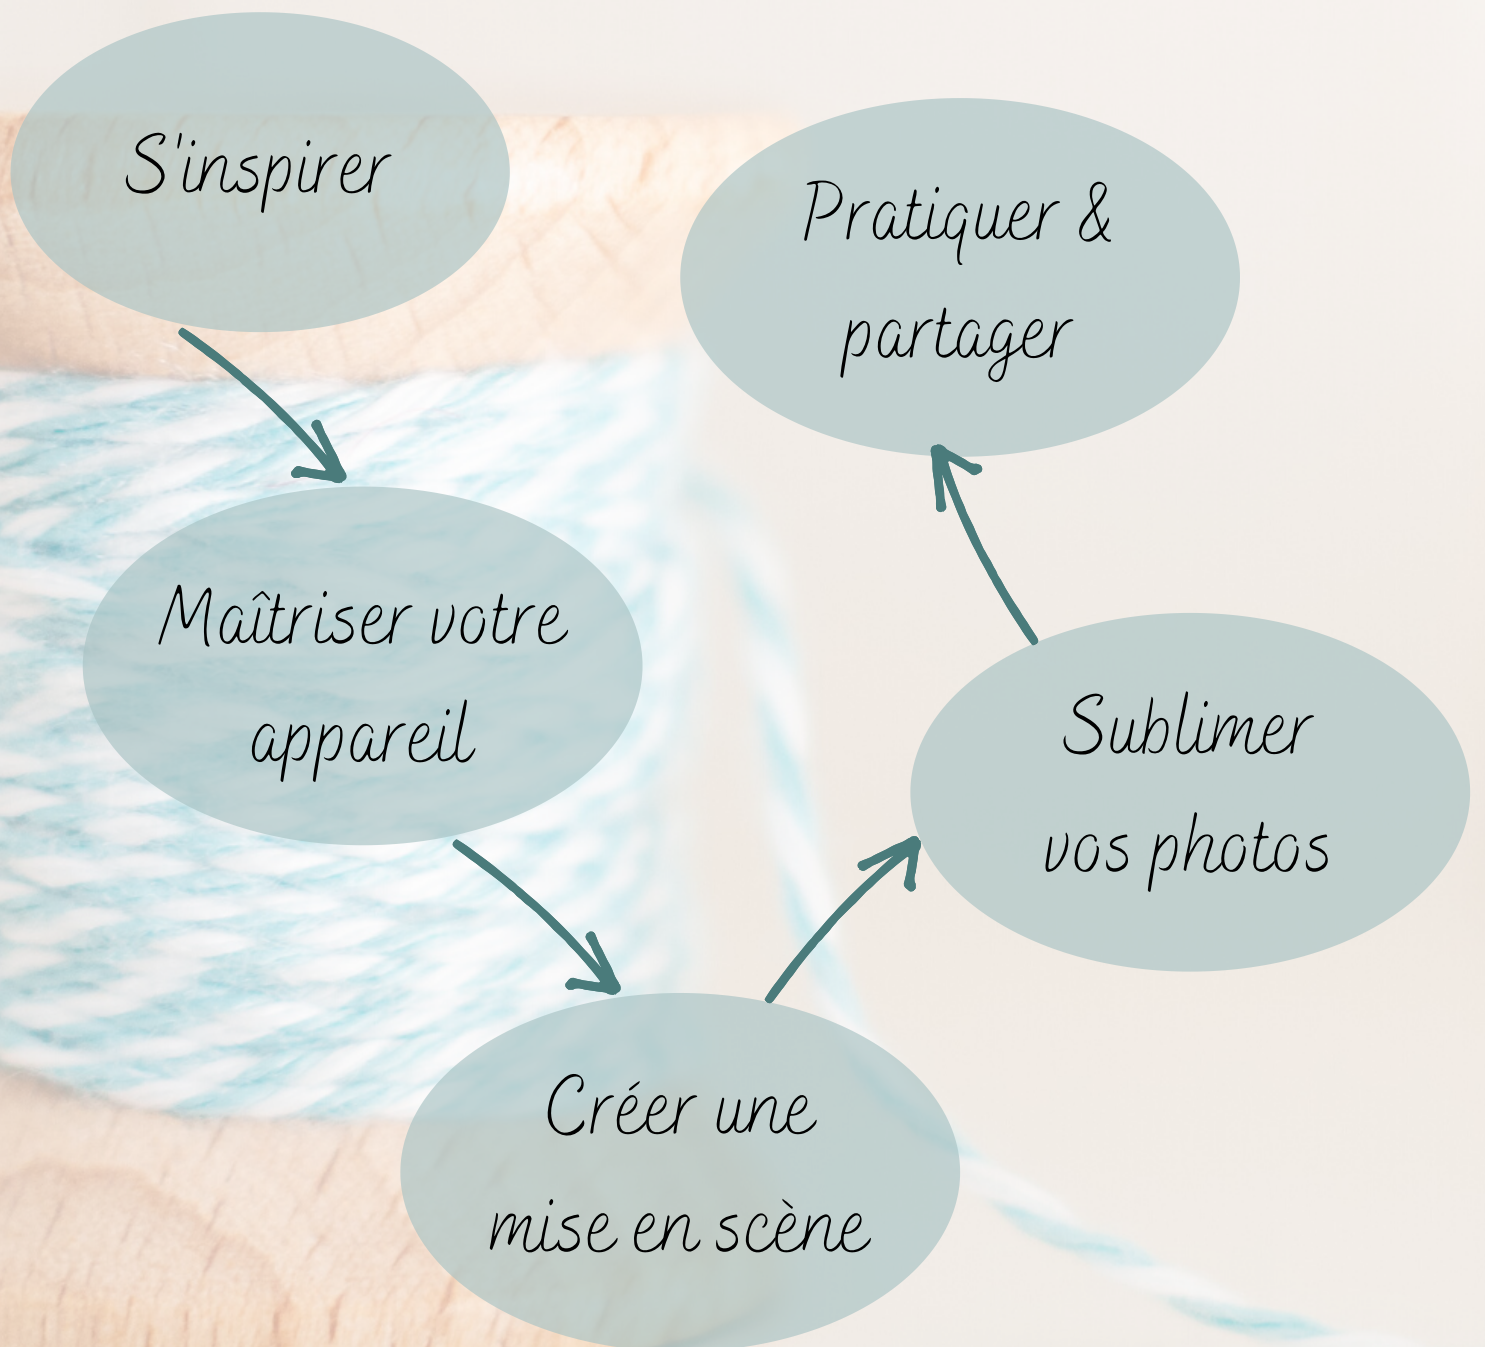 S'inspirer
Maîtriser votre
appareil
Créer une
mise en scène
Sublimer
vos photos
Pratiquer &
partager